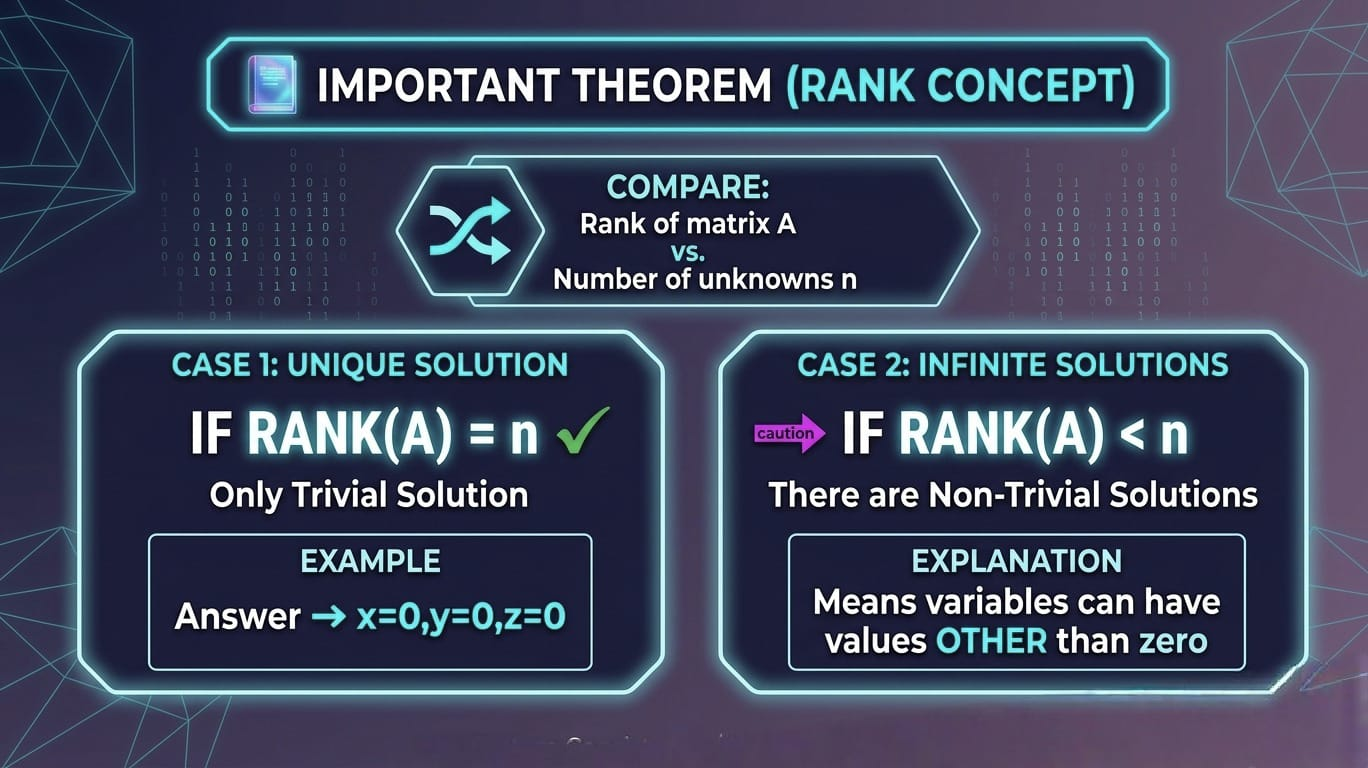 IMPORTANT THEOREM (RANK CONCEPT)
COMPARE:
Rank of matrix A
vs.
Number of unknowns n
CASE 1: UNIQUE SOLUTION
IF RANK(A) = n
Only Trivial Solution
EXAMPLE
Answer → x=0,y=0,z=0
CASE 2: INFINITE SOLUTIONS
caution IF RANK(A) < n
There are Non-Trivial Solutions
EXPLANATION
Means variables can have
values OTHER than zero